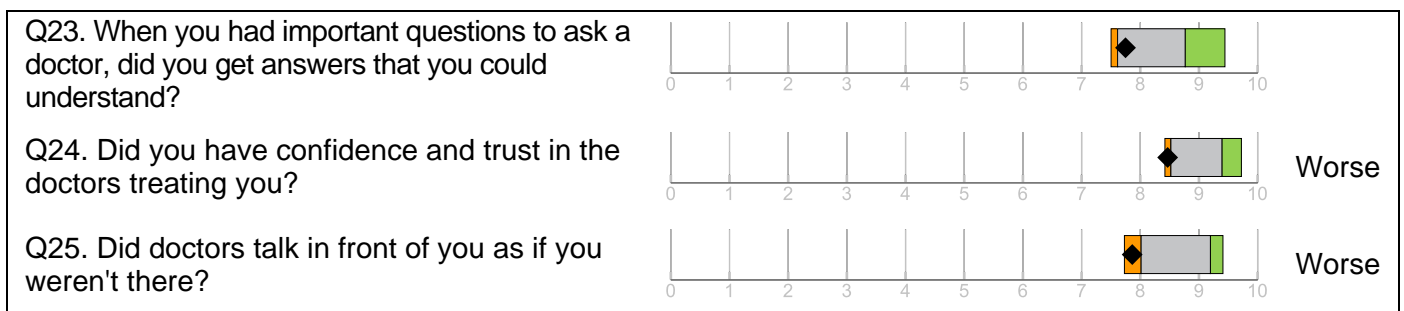 Q23. When you had important questions to ask a
doctor, did you get answers that you could
understand?
0 1 2 3 4 5 6 7 8 9 10
Q24. Did you have confidence and trust in the
doctors treating you?
Worse
0 1 2 3 4 5 6 7 8 9 10
Q25. Did doctors talk in front of you as if you
weren't there?
Worse
0 1 2 3 4 5 6 7 8 9 10